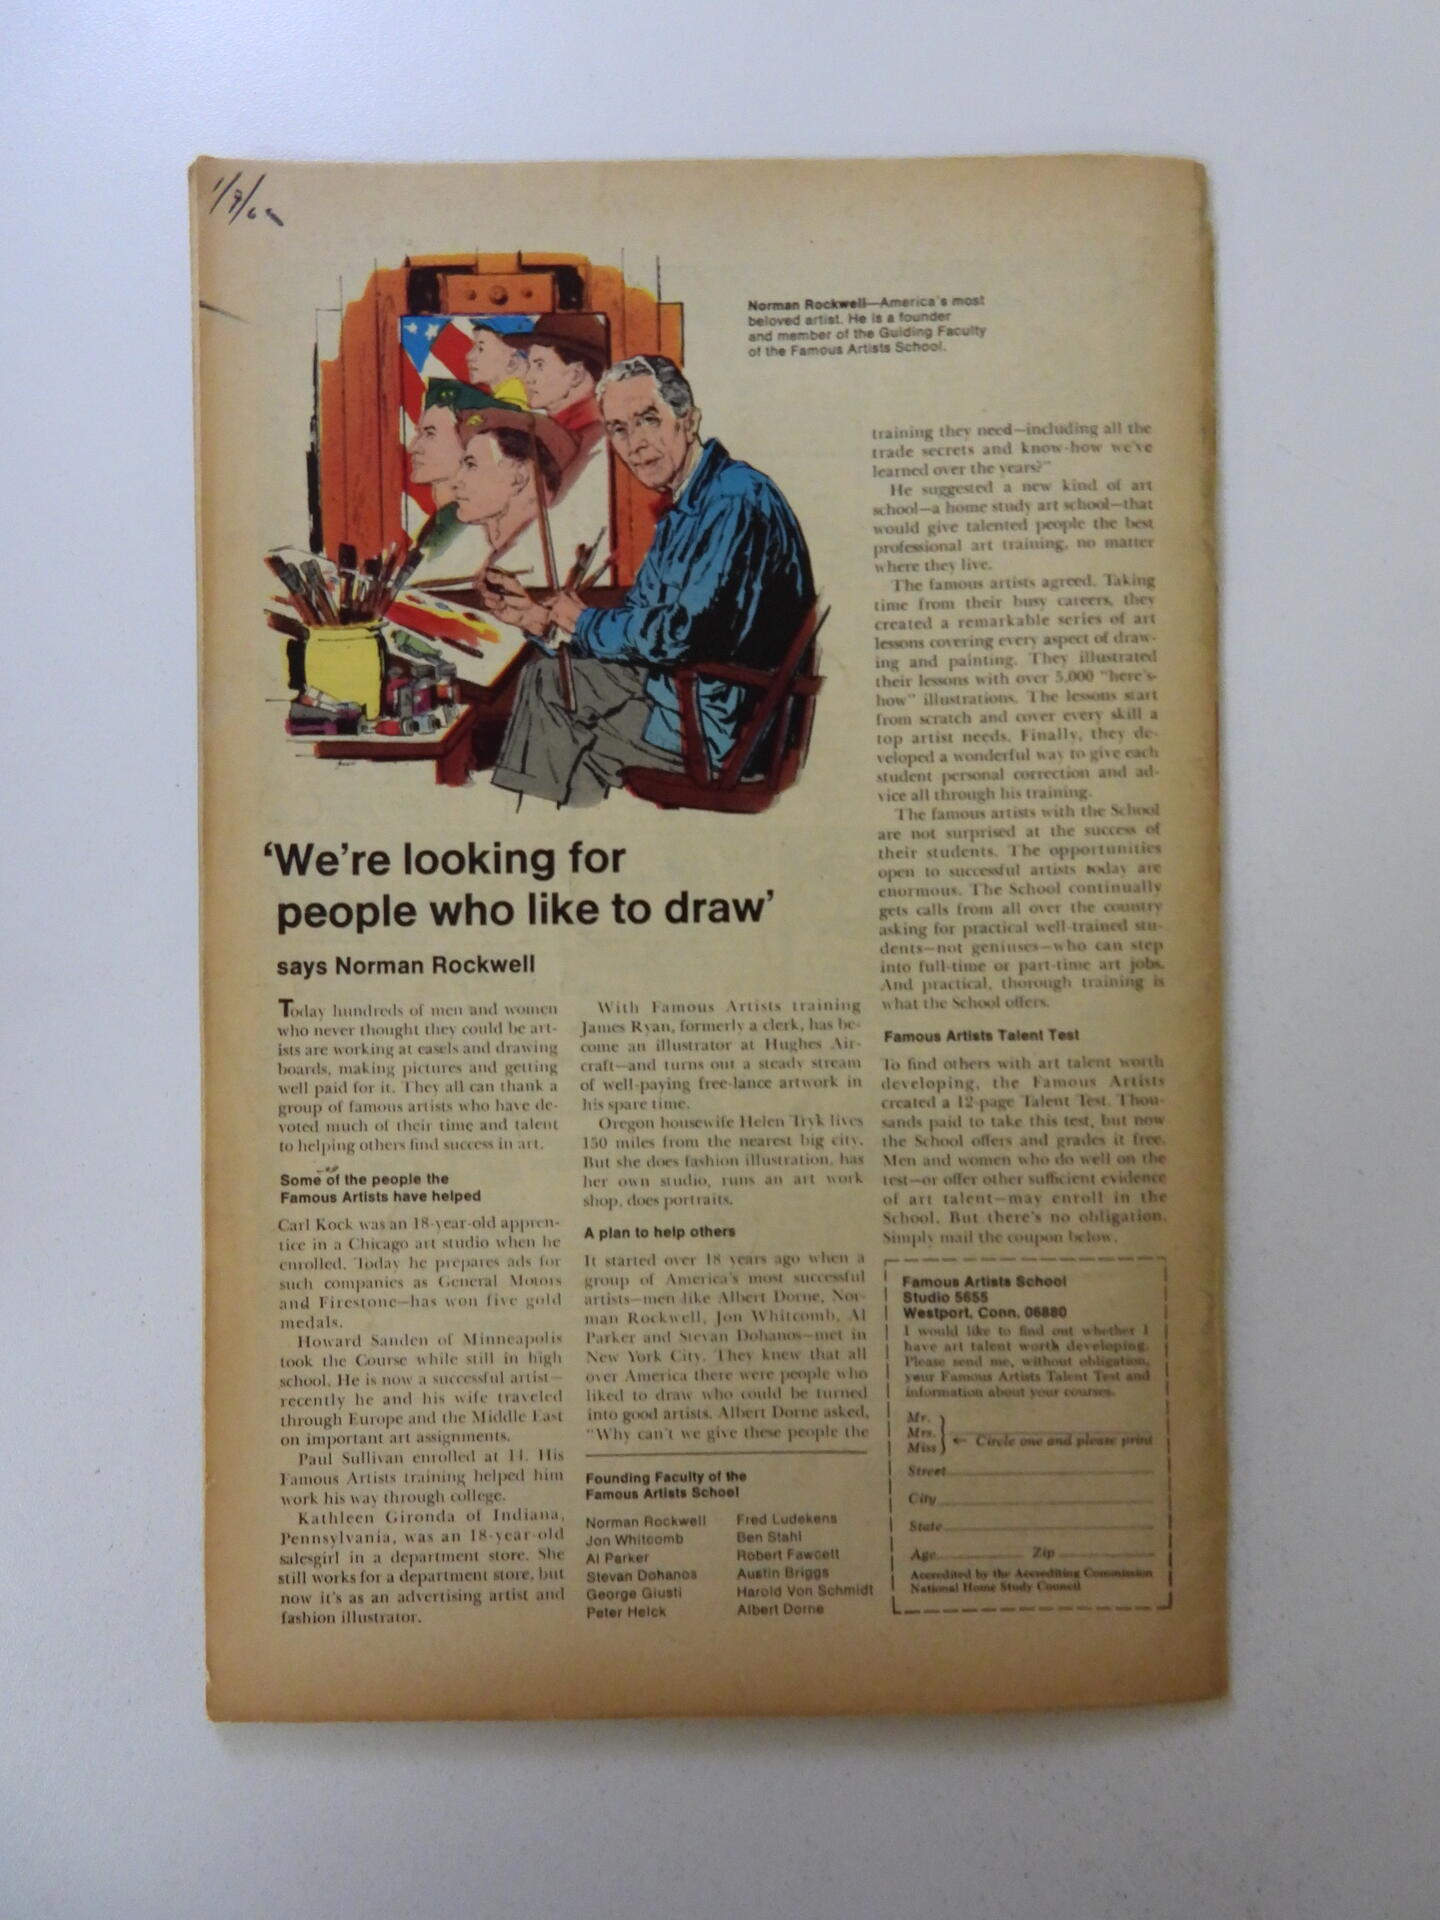 1/9/6
Norman Rockwell—America's most
beloved artist. He is a founder
and member of the Guiding Faculty
of the Famous Artists School.
'We're looking for
people who like to draw'
says Norman Rockwell
Today hundreds of men and women
who never thought they could be art-
ists are working at easels and drawing
boards, making pictures and getting
well paid for it. They all can thank a
group of famous artists who have de-
voted much of their time and talent
to helping others find success in art.
Some of the people the
Famous Artists have helped
Carl Kock was an 18-year-old appren-
tice in a Chicago art studio when he
enrolled. Today he prepares ads for
such companies as General Motors
and Firestone—has won five gold
medals.
Howard Sanden of Minneapolis
took the Course while still in high
school. He is now a successful artist—
recently he and his wife traveled
through Europe and the Middle East
on important art assignments.
Paul Sullivan enrolled at 14. His
Famous Artists training helped him
work his way through college.
Kathleen Gironda of Indiana,
Pennsylvania, was an 18-year-old
salesgirl in a department store. She
still works for a department store, but
now it's as an advertising artist and
fashion illustrator.
With Famous Artists training
James Ryan, formerly a clerk, has be-
come an illustrator at Hughes Air-
craft—and turns out a steady stream
of well-paying free-lance artwork in
his spare time.
Oregon housewife Helen Tryk lives
150 miles from the nearest big city.
But she does fashion illustration, has
her own studio, runs an art work
shop, does portraits.
A plan to help others
It started over 18 years ago when a
group of America's most successful
artists—men like Albert Dorne, Nor-
man Rockwell, Jon Whitcomb, Al
Parker and Stevan Dohanos—met in
New York City. They knew that all
over America there were people who
liked to draw who could be turned
into good artists. Albert Dorne asked,
"Why can't we give these people the
Founding Faculty of the
Famous Artists School
Norman Rockwell
Jon Whitcomb
Al Parker
Stevan Dohanos
George Giusti
Peter Helck
Fred Ludekens
Ben Stahl
Robert Fawcett
Austin Briggs
Harold Von Schmidt
Albert Dorne
training they need—including all the
trade secrets and know-how we've
learned over the years?"
He suggested a new kind of art
school—a home study art school—that
would give talented people the best
professional art training, no matter
where they live.
The famous artists agreed. Taking
time from their busy careers, they
created a remarkable series of art
lessons covering every aspect of draw-
ing and painting. They illustrated
their lessons with over 5,000 "here's-
how" illustrations. The lessons start
from scratch and cover every skill a
top artist needs. Finally, they de-
veloped a wonderful way to give each
student personal correction and ad-
vice all through his training.
The famous artists with the School
are not surprised at the success of
their students. The opportunities
open to successful artists today are
enormous. The School continually
gets calls from all over the country
asking for practical well-trained stu-
dents—not geniuses—who can step
into full-time or part-time art jobs.
And practical, thorough training is
what the School offers.
Famous Artists Talent Test
To find others with art talent worth
developing, the Famous Artists
created a 12-page Talent Test. Thou-
sands paid to take this test, but now
the School offers and grades it free.
Men and women who do well on the
test—or offer other sufficient evidence
of art talent—may enroll in the
School. But there's no obligation.
Simply mail the coupon below.
Famous Artists School
Studio 5655
Westport, Conn. 06880
I would like to find out whether I
have art talent worth developing.
Please send me, without obligation,
your Famous Artists Talent Test and
information about your courses.
Mr.
Mrs.
Miss
← Circle one and please print
Street
City
State
Age Zip
Accredited by the Accrediting Commission
National Home Study Council